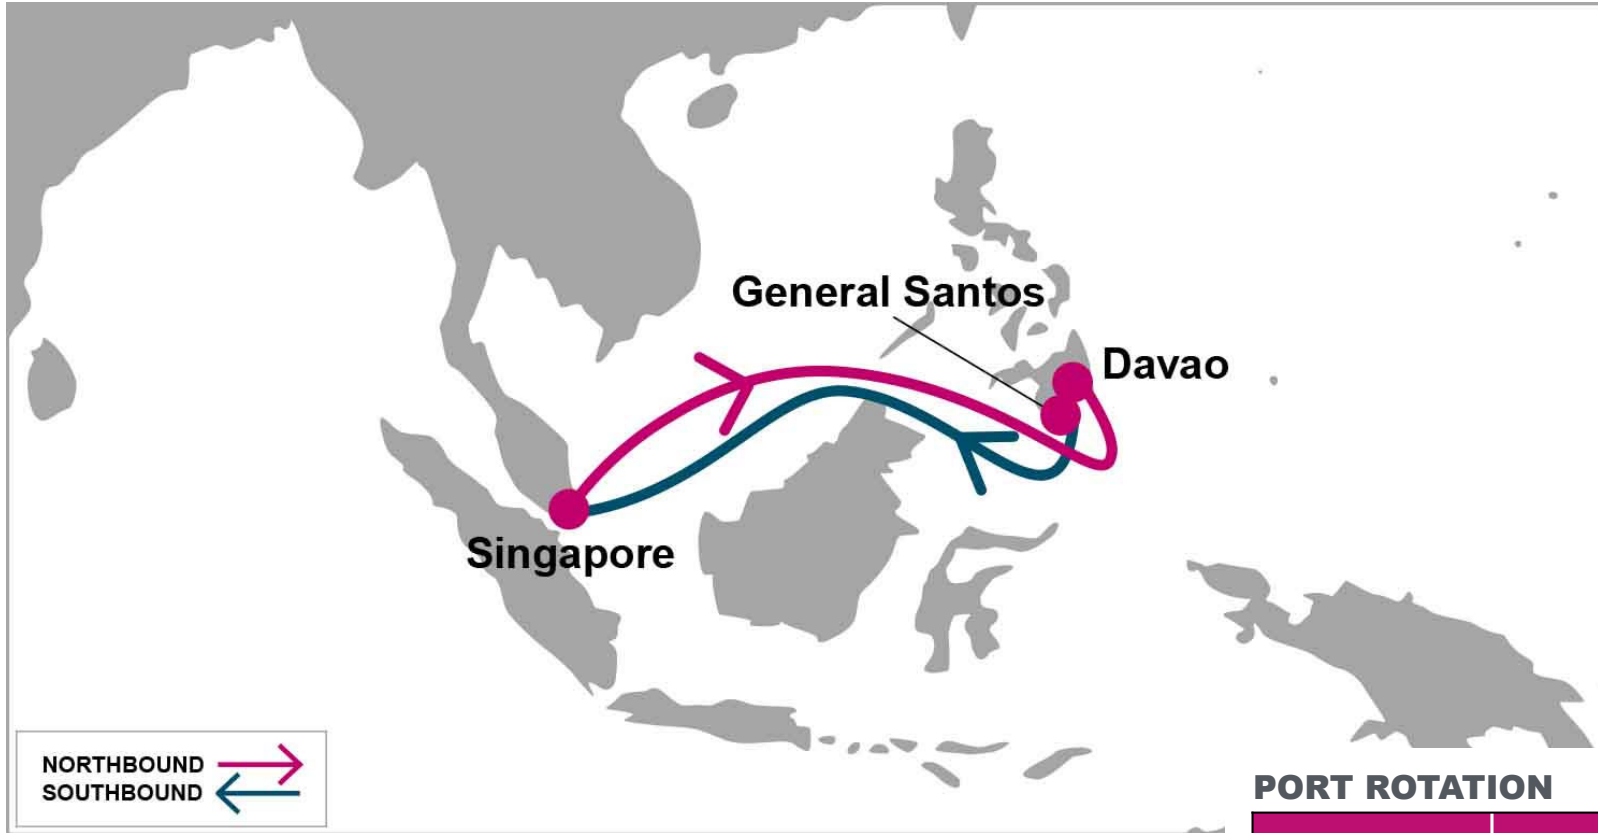 General Santos
Davao
Singapore
NORTHBOUND
SOUTHBOUND
PORT ROTATION